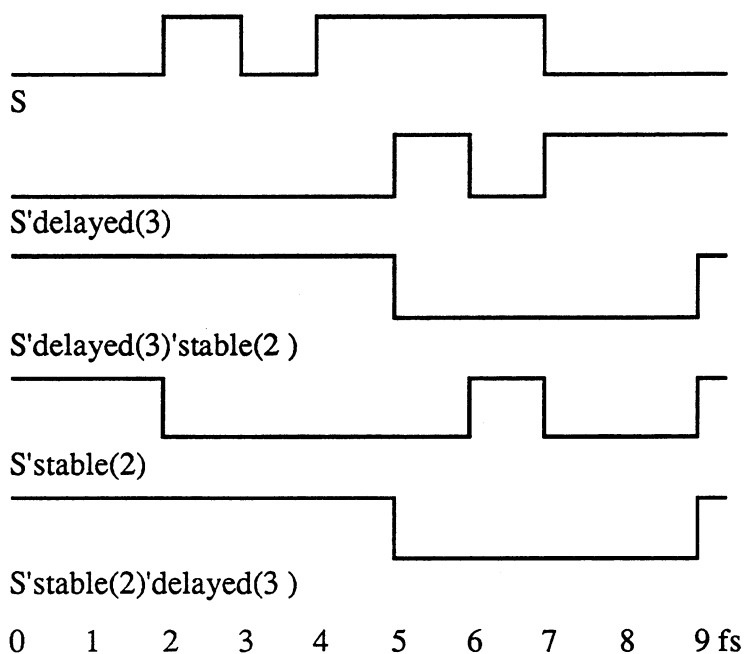 S
S'delayed(3)
S'delayed(3)'stable(2 )
S'stable(2)
S'stable(2)'delayed(3 )
0 1 2 3 4 5 6 7 8 9 fs